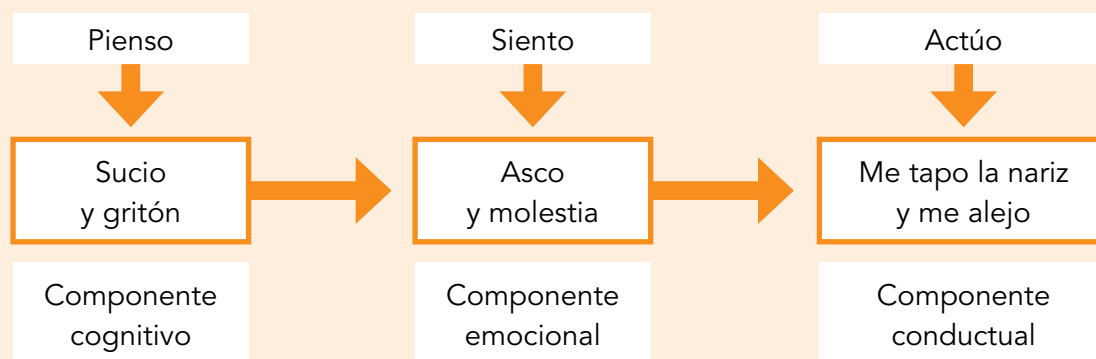 Pienso
Siento
Actúo
Sucio
y gritón
Asco
y molestia
Me tapo la nariz
y me alejo
Componente
cognitivo
Componente
emocional
Componente
conductual